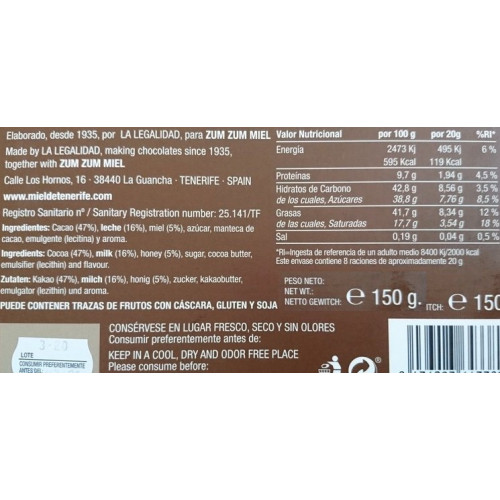 Elaborado, desde 1935, por LA LEGALIDAD, para ZUM ZUM MIEL
Made by LA LEGALIDAD, making chocolates since 1935,
together with ZUM ZUM MIEL
Calle Los Hornos, 16 · 38440 La Guancha · TENERIFE · SPAIN
www.mieldetenerife.com
Registro Sanitario nº / Sanitary Registration number: 25.141/TF
Ingredientes: Cacao (47%), leche (16%), miel (5%), azúcar, manteca de
cacao, emulgente (lecitina) y aroma.
Ingredients: Cocoa (47%), milk (16%), honey (5%), sugar, cocoa butter,
emulsifier (lecithin) and flavour.
Zutaten: Kakao (47%), milch (16%), honig (5%), zucker, kakaobutter,
emulgator (lezithin) und aroma.
PUEDE CONTENER TRAZAS DE FRUTOS CON CÁSCARA, GLUTEN Y SOJA
Valor Nutricional por 100 g por 20g %RI*
Energía 2473 Kj 495 Kj 6 %
595 Kcal 119 Kcal
Proteínas 9,7 g 1,94 g 4,5 %
Hidratos de Carbono 42,8 g 8,56 g 3,5 %
de los cuales, Azúcares 38,8 g 7,76 g 8,5 %
Grasas 41,7 g 8,34 g 12 %
de las cuales, Saturadas 17,7 g 3,54 g 18 %
Sal 0,19 g 0,04 g 0,5 %
*RI=Ingesta de referencia de un adulto medio 8400 Kj/2000 kcal
Este envase contiene 8 raciones de aproximadamente 20 g
PESO NETO:
NET WT.:
NETTO GEWITCH: e 150 g.
ITCH: e 150
CONSÉRVESE EN LUGAR FRESCO, SECO Y SIN OLORES
Consumir preferentemente antes de:
KEEP IN A COOL, DRY AND ODOR FREE PLACE
Please consume before:
3-20
LOTE
CONSUMIR PREFERENTEMENTE
ANTES DEL